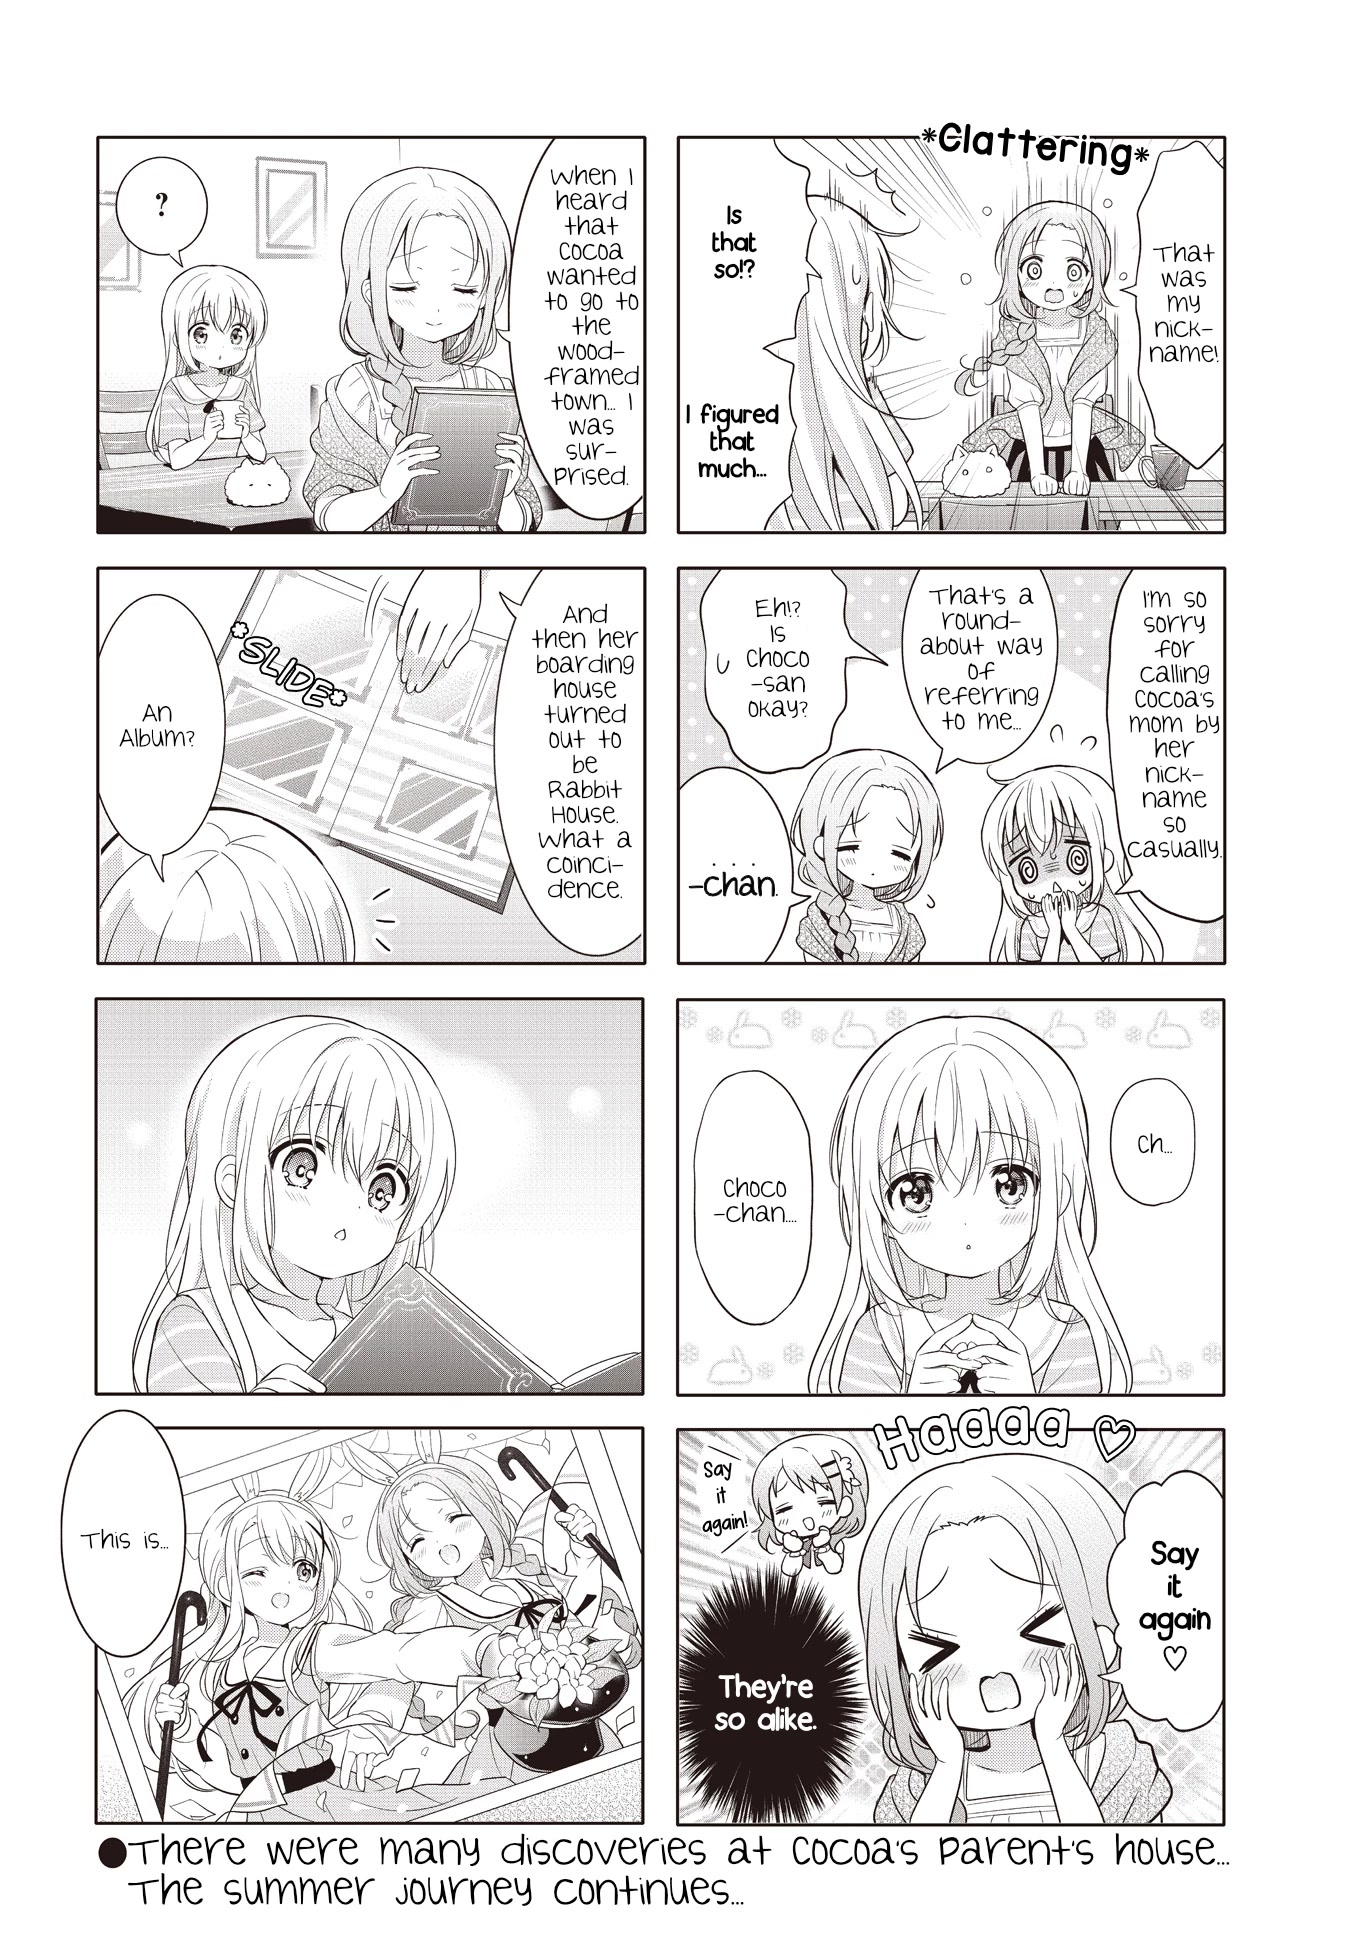 *Clattering*
That
was
my
nick-
name!
Is
that
so!?
I figured
that
much...
I'm so
sorry
for
calling
Cocoa's
mom by
her
nick-
name
so
casually.
That's a
round-
about way
of
referring
to me...
Eh!?
Is
Choco
-san
okay?
...
-chan.
Ch...
Choco
-chan....
Haaaa ♡
Say
it
again
♡
Say
it
again!
They're
so alike.
When I
heard
that
Cocoa
wanted
to go to
the
wood-
framed
town... I
was
sur-
prised.
?
And
then her
boarding
house
turned
out to
be
Rabbit
House.
What a
coinci-
dence.
*SLIDE*
An
Album?
This is...
●There were many discoveries at Cocoa's Parent's house...
The summer journey continues...